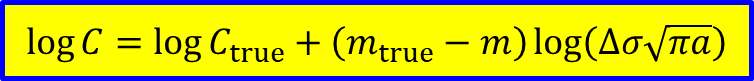 log C = log C_true + (m_true − m) log(Δσ√πa)